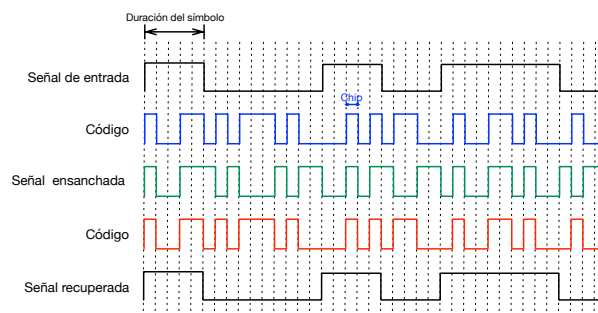 Duración del símbolo
Señal de entrada
Chip
Código
Señal ensanchada
Código
Señal recuperada